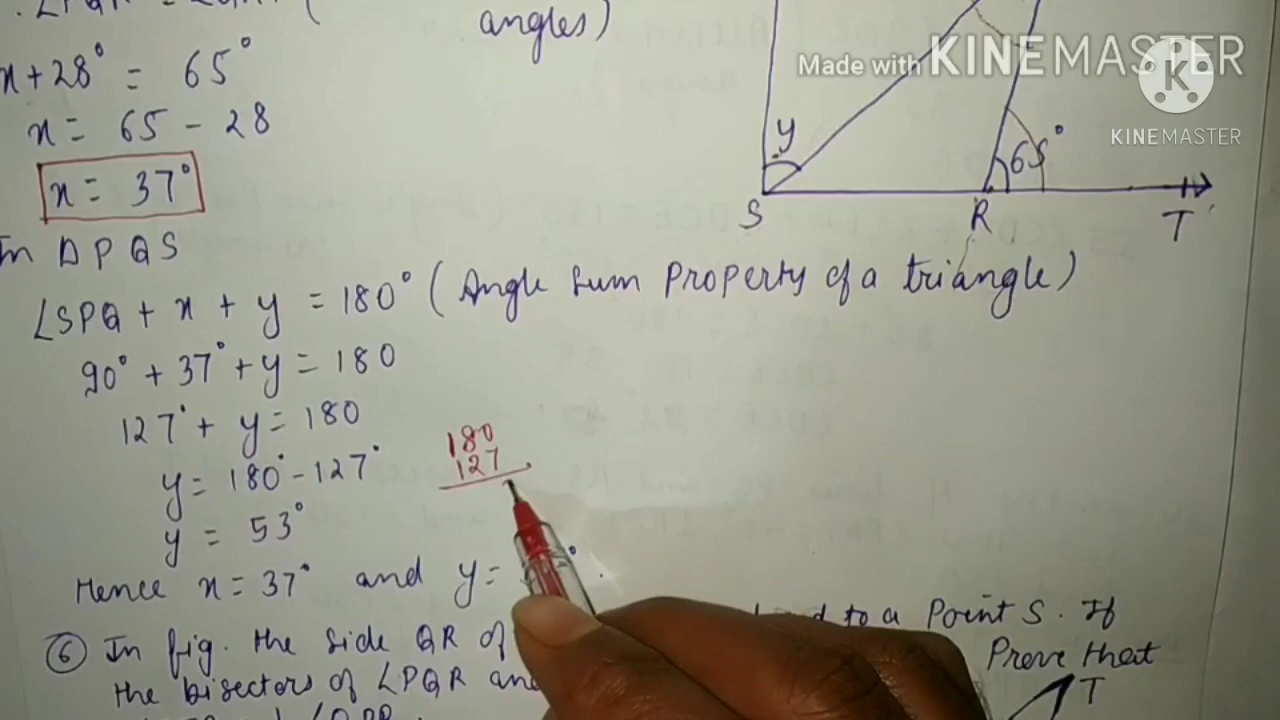 angles)
x + 28° = 65°
x = 65 - 28
x = 37°
In Δ PQS
∠SPQ + x + y = 180° (Angle Sum Property of a triangle)
90° + 37° + y = 180
127° + y = 180
y = 180° - 127°
y = 53°
180
127
Hence x = 37° and y =
6 In fig. the side QR of
to a Point S. If
the bisectors of ∠PQR and
Prove that
T
y
65°
S R T
Made with KINEMASTER
K
KINEMASTER